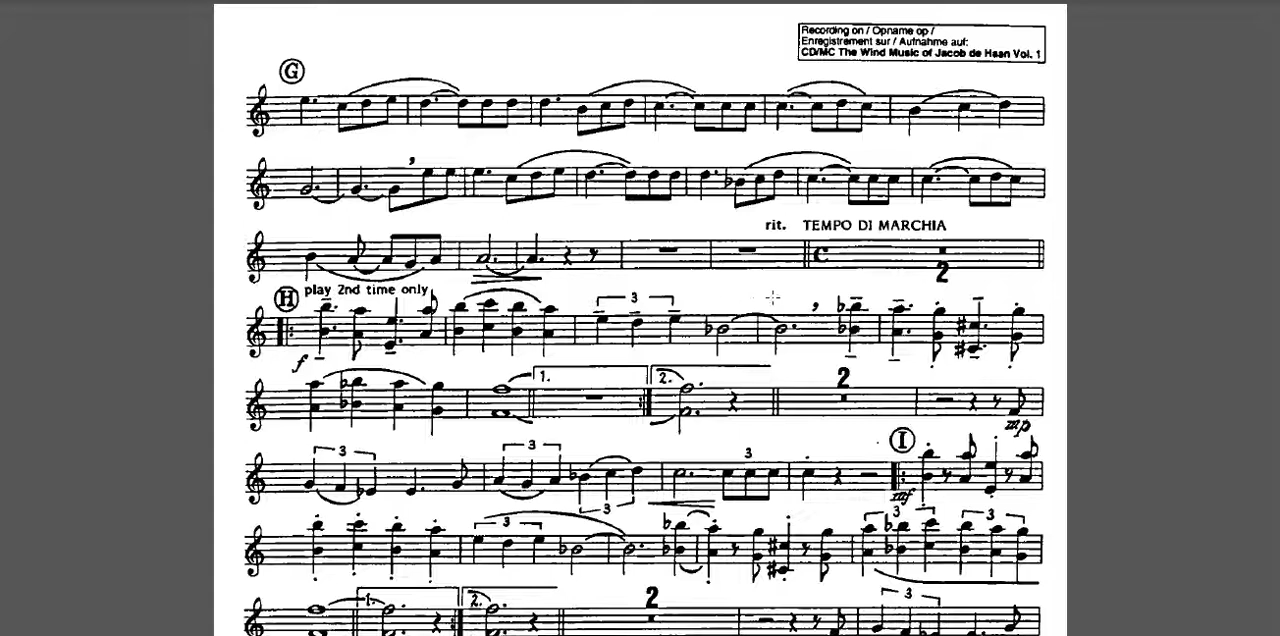 Recording on / Opname op /
Enregistrement sur / Aufnahme auf:
CD/MC The Wind Music of Jacob de Haan Vol. 1
G
,
rit. TEMPO DI MARCHIA
2
H play 2nd time only
3
,
f
1. 2. 2
mp
I
3 3 3
3
mf
3 3 3
1. 2. 2 3